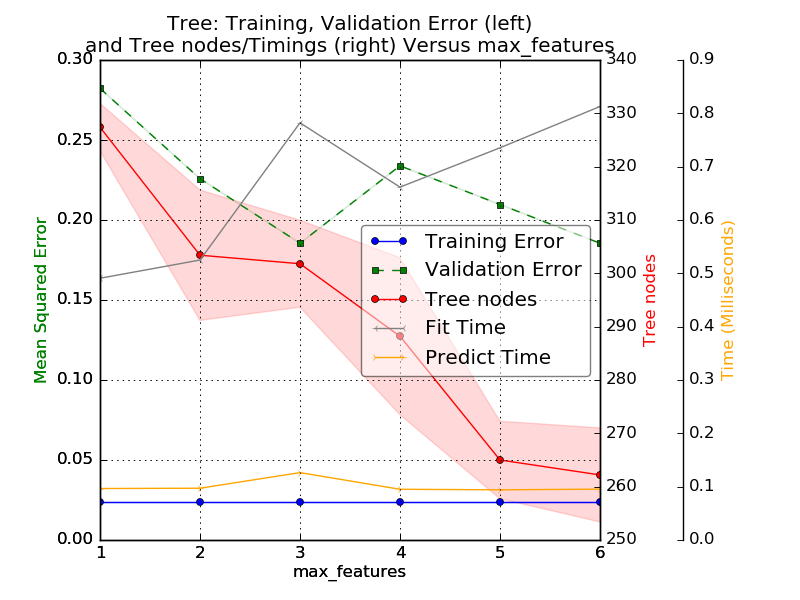 Tree: Training, Validation Error (left)
and Tree nodes/Timings (right) Versus max_features
Mean Squared Error
0.30
0.25
0.20
0.15
0.10
0.05
0.00
1 2 3 4 5 6
max_features
Training Error
Validation Error
Tree nodes
Fit Time
Predict Time
340
330
320
310
300
290
280
270
260
250
Tree nodes
0.9
0.8
0.7
0.6
0.5
0.4
0.3
0.2
0.1
0.0
Time (Milliseconds)